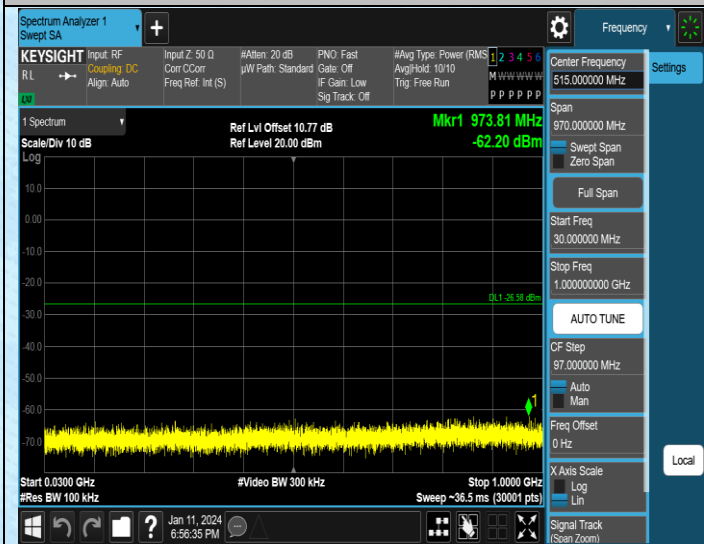 Spectrum Analyzer 1
Swept SA
Frequency
KEYSIGHT
RL
LXI
Input: RF
Coupling: DC
Align: Auto
Input Z: 50 Ω
Corr CCorr
Freq Ref: Int (S)
#Atten: 20 dB
µW Path: Standard
PNO: Fast
Gate: Off
IF Gain: Low
Sig Track: Off
#Avg Type: Power (RMS
Avg|Hold: 10/10
Trig: Free Run
1 2 3 4 5 6
M W W W W W
P P P P P P
1 Spectrum
Scale/Div 10 dB
Log
Ref Lvl Offset 10.77 dB
Ref Level 20.00 dBm
Mkr1 973.81 MHz
-62.20 dBm
10.0
0.00
-10.0
-20.0
DL1 -26.58 dBm
-30.0
-40.0
-50.0
-60.0
1
-70.0
Start 0.0300 GHz
#Res BW 100 kHz
#Video BW 300 kHz
Stop 1.0000 GHz
Sweep ~36.5 ms (30001 pts)
?
Jan 11, 2024
6:56:35 PM
Center Frequency
515.000000 MHz
Span
970.000000 MHz
Swept Span
Zero Span
Full Span
Start Freq
30.000000 MHz
Stop Freq
1.000000000 GHz
AUTO TUNE
CF Step
97.000000 MHz
Auto
Man
Freq Offset
0 Hz
X Axis Scale
Log
Lin
Signal Track
(Span Zoom)
Settings
Local